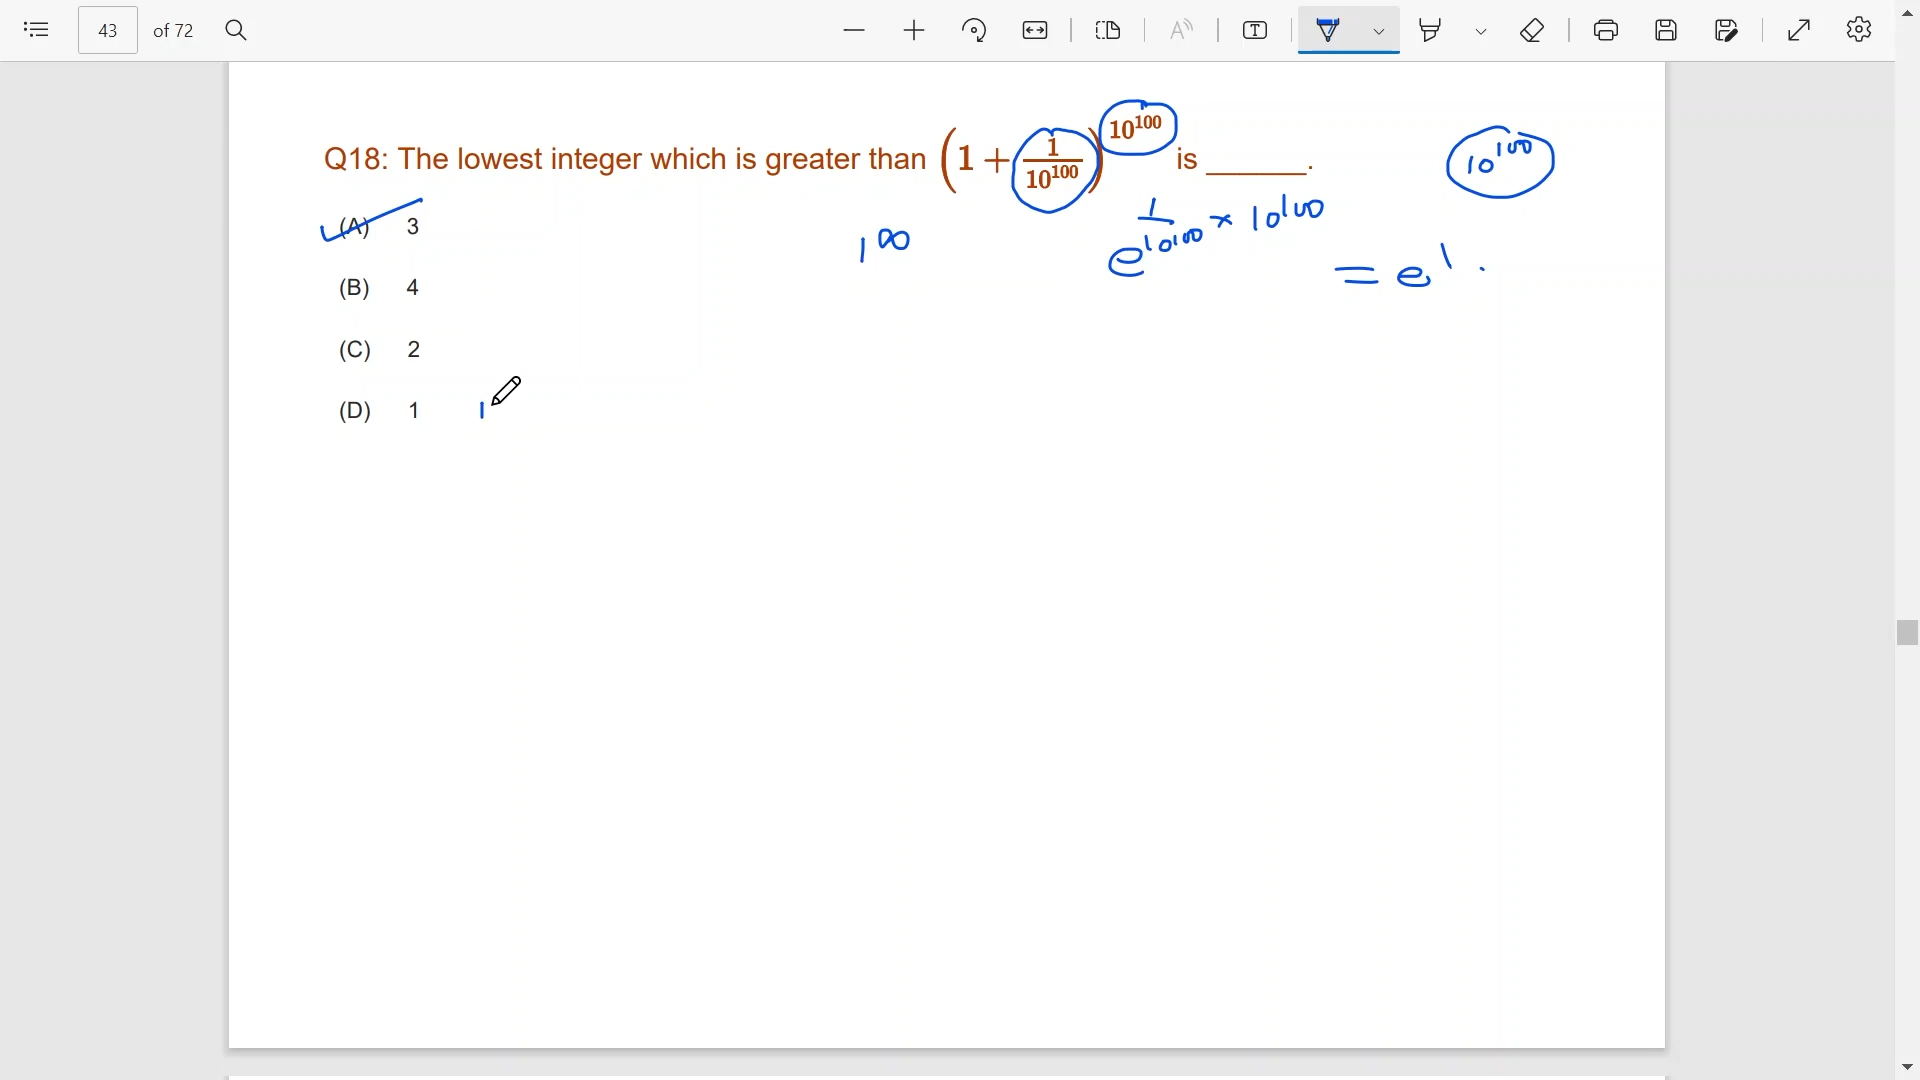 43 of 72
Q18: The lowest integer which is greater than (1 + 1/10^100)^10^100 is ______.
10^100
(A) 3
1^∞
e^1/10^100 × 10^100
= e^1.
(B) 4
(C) 2
(D) 1 1